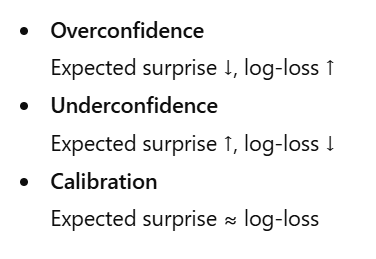 • Overconfidence
Expected surprise ↓, log-loss ↑
• Underconfidence
Expected surprise ↑, log-loss ↓
• Calibration
Expected surprise ≈ log-loss